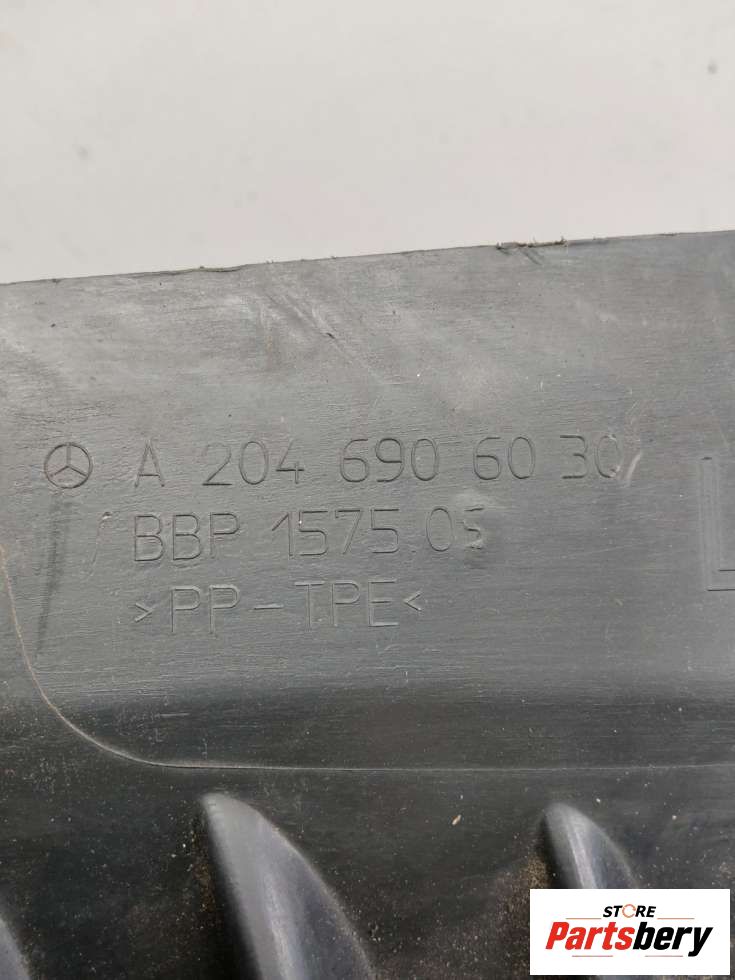 A 204 690 60 30
L
BBP 1575.05
>PP-TPE<
STORE
Partsbery